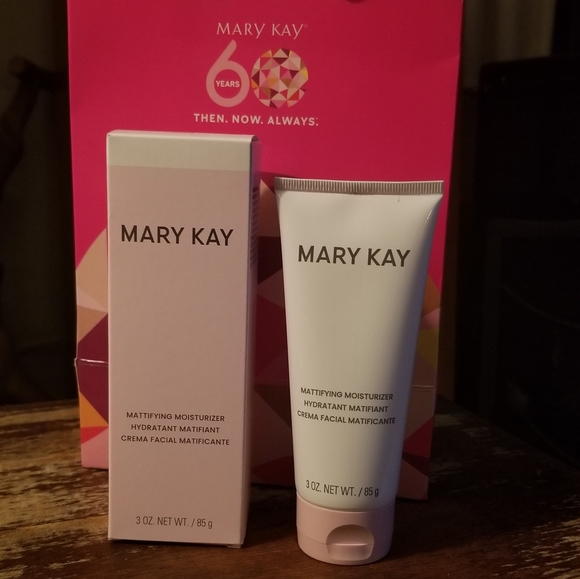 MARY KAY®
60
YEARS
THEN. NOW. ALWAYS.
MARY KAY
MATTIFYING MOISTURIZER
HYDRATANT MATIFIANT
CREMA FACIAL MATIFICANTE
3 OZ. NET WT. / 85 g
MARY KAY
MATTIFYING MOISTURIZER
HYDRATANT MATIFIANT
CREMA FACIAL MATIFICANTE
3 OZ. NET WT. / 85 g